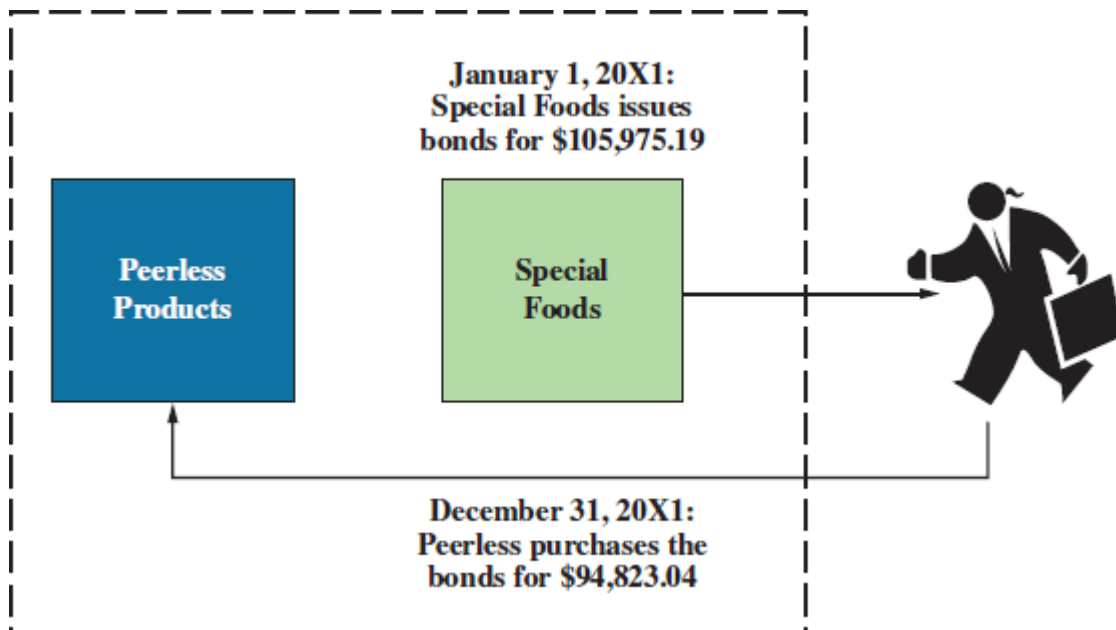 January 1, 20X1:
Special Foods issues
bonds for $105,975.19
Peerless
Products
Special
Foods
December 31, 20X1:
Peerless purchases the
bonds for $94,823.04